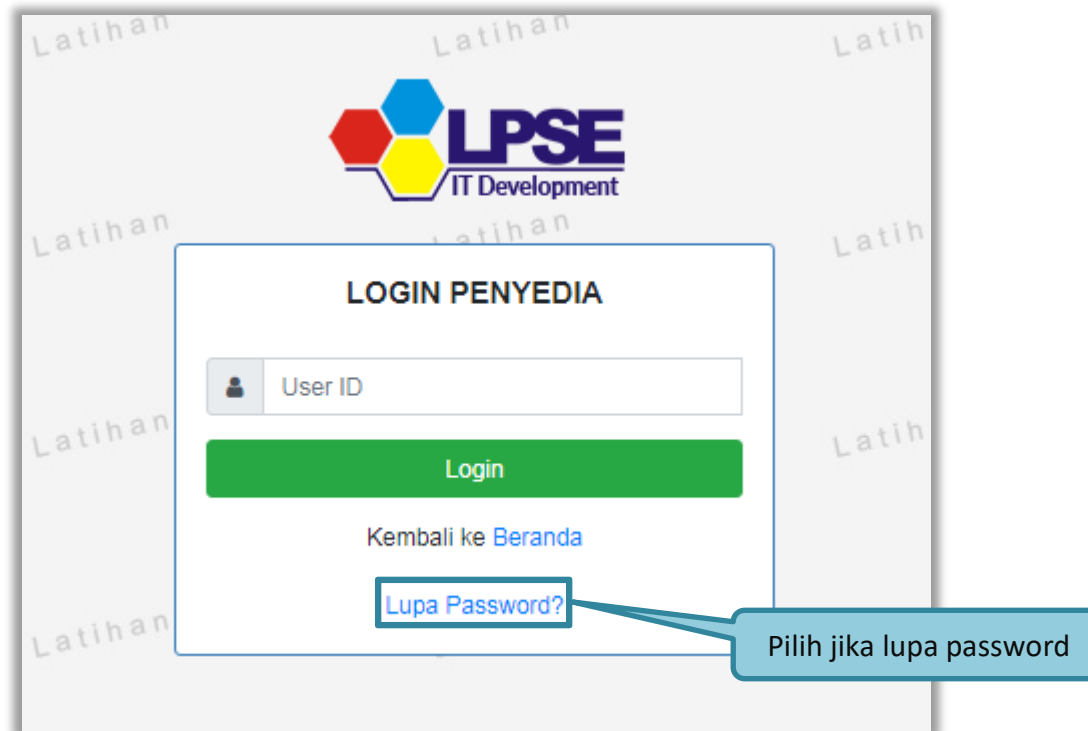 Latihan Latihan Latih
LPSE
IT Development
Latihan Latihan Latih
LOGIN PENYEDIA
User ID
Latihan Latih
Login
Kembali ke Beranda
Lupa Password?
Latihan
Pilih jika lupa password